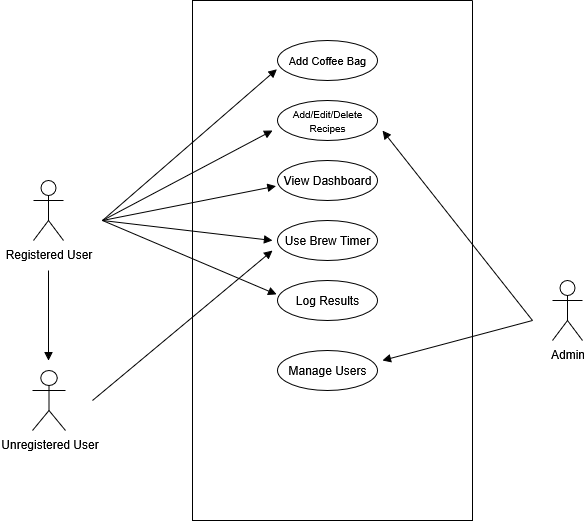 Add Coffee Bag
Add/Edit/Delete
Recipes
View Dashboard
Registered User
Use Brew Timer
Log Results
Admin
Manage Users
Unregistered User